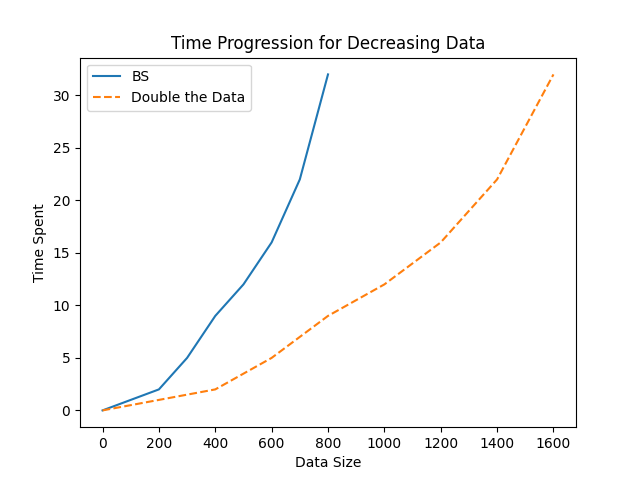 Time Progression for Decreasing Data
BS
Double the Data
Time Spent
30
25
20
15
10
5
0
0 200 400 600 800 1000 1200 1400 1600
Data Size